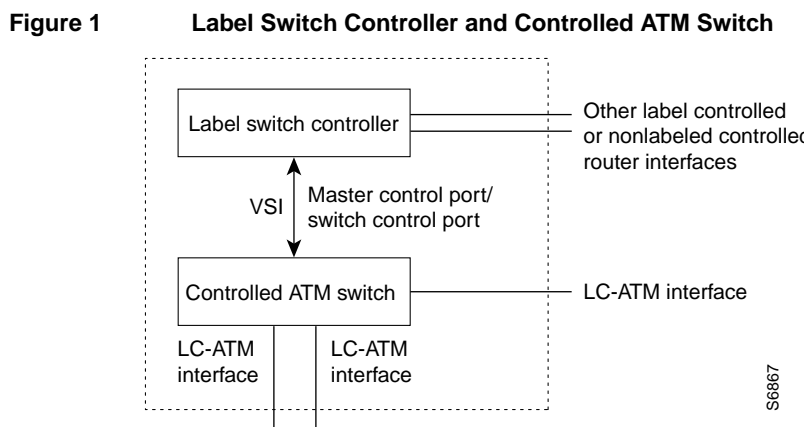 Figure 1 Label Switch Controller and Controlled ATM Switch
Label switch controller
Other label controlled
or nonlabeled controlled
router interfaces
VSI
Master control port/
switch control port
Controlled ATM switch
LC-ATM interface
LC-ATM
interface
LC-ATM
interface
S6867